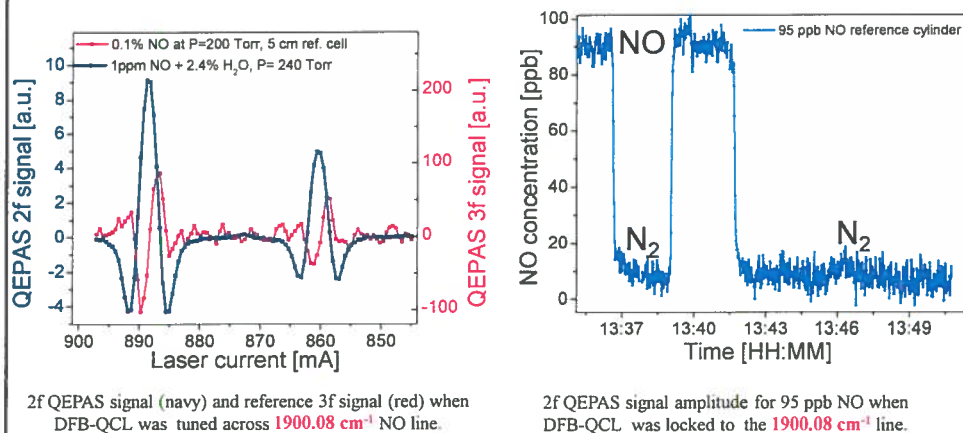 0.1% NO at P=200 Torr, 5 cm ref. cell
1ppm NO + 2.4% H₂O, P= 240 Torr
QEPAS 2f signal [a.u.]
10
8
6
4
2
0
-2
-4
QEPAS 3f signal [a.u.]
200
100
0
-100
900
890
880
870
860
850
Laser current [mA]
2f QEPAS signal (navy) and reference 3f signal (red) when
DFB-QCL was tuned across 1900.08 cm⁻¹ NO line.
95 ppb NO reference cylinder
NO
N₂
N₂
NO concentration [ppb]
100
80
60
40
20
0
13:37
13:40
13:43
13:46
13:49
Time [HH:MM]
2f QEPAS signal amplitude for 95 ppb NO when
DFB-QCL was locked to the 1900.08 cm⁻¹ NO line.